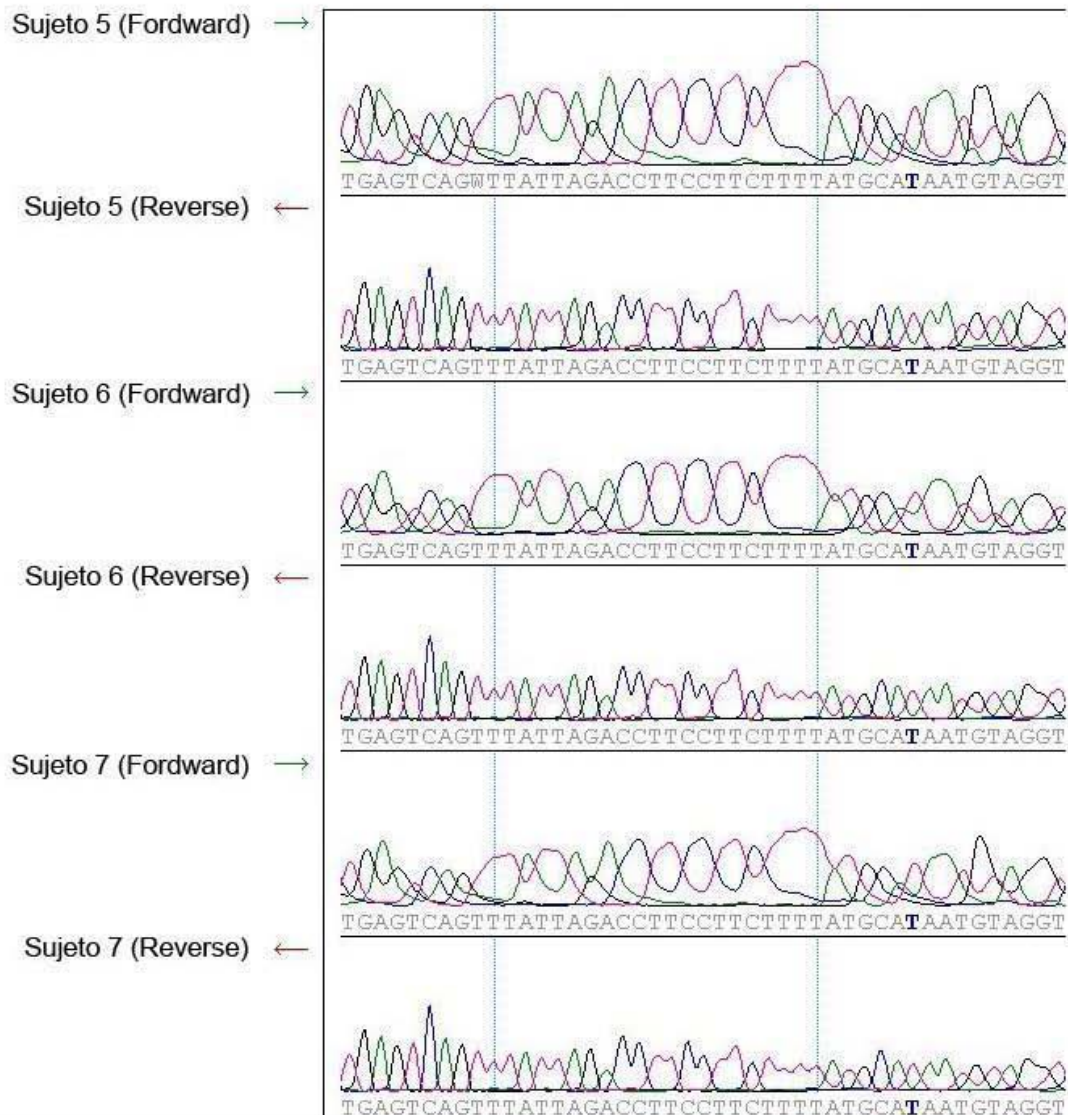 Sujeto 5 (Fordward) →
TGAGTCAGWTTATTAGACCTTCCTTCTTTTATGCATAATGTAGGT
Sujeto 5 (Reverse) ←
TGAGTCAGTTTATTAGACCTTCCTTCTTTTATGCATAATGTAGGT
Sujeto 6 (Fordward) →
TGAGTCAGTTTATTAGACCTTCCTTCTTTTATGCATAATGTAGGT
Sujeto 6 (Reverse) ←
TGAGTCAGTTTATTAGACCTTCCTTCTTTTATGCATAATGTAGGT
Sujeto 7 (Fordward) →
TGAGTCAGTTTATTAGACCTTCCTTCTTTTATGCATAATGTAGGT
Sujeto 7 (Reverse) ←
TGAGTCAGTTTATTAGACCTTCCTTCTTTTATGCATAATGTAGGT